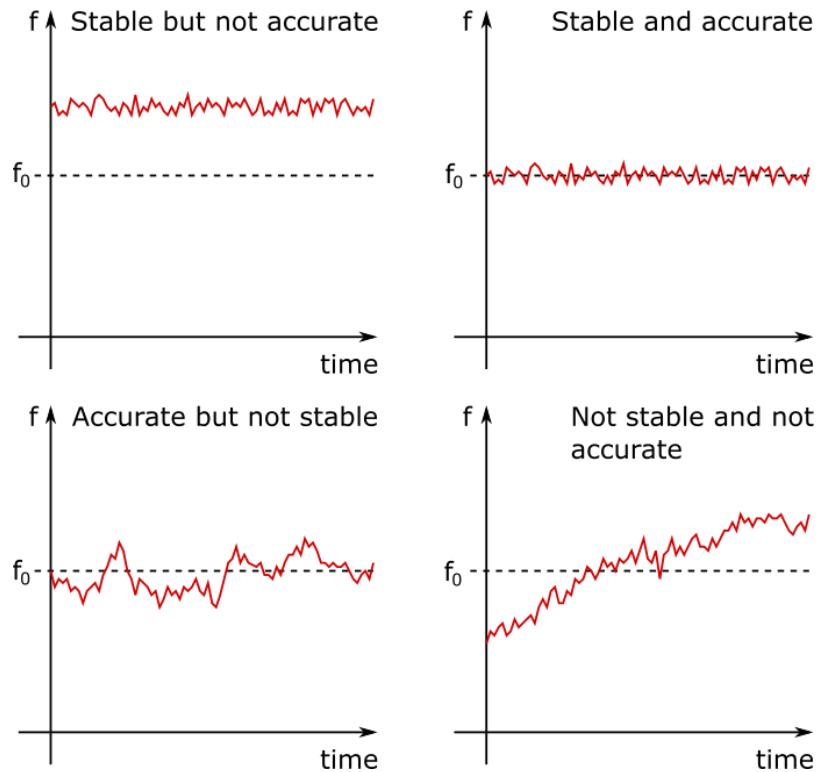 f Stable but not accurate
f₀
time
f Stable and accurate
f₀
time
f Accurate but not stable
f₀
time
f Not stable and not
accurate
f₀
time